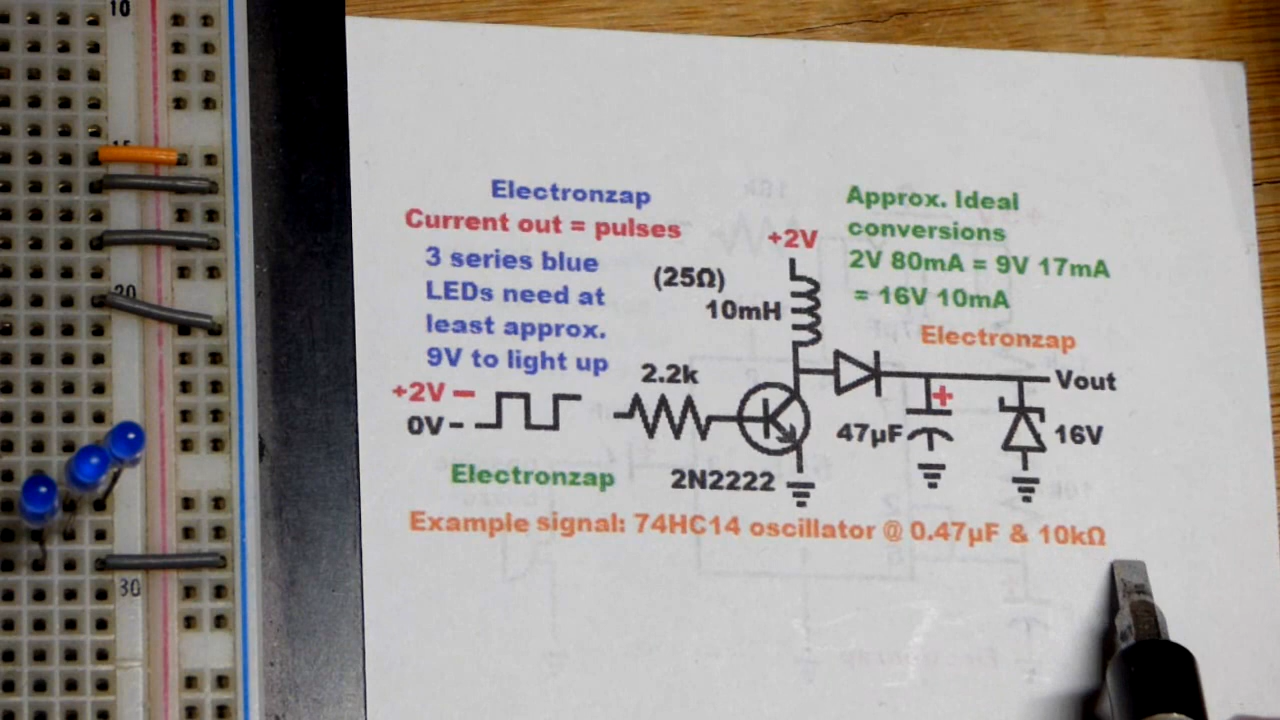 10
15
20
30
Electronzap
Current out = pulses
3 series blue
LEDs need at
least approx.
9V to light up
Approx. Ideal
conversions
2V 80mA = 9V 17mA
= 16V 10mA
Electronzap
+2V
(25Ω)
10mH
2.2k
+2V
0V
Vout
+
47µF
16V
2N2222
Electronzap
Example signal: 74HC14 oscillator @ 0.47µF & 10kΩ